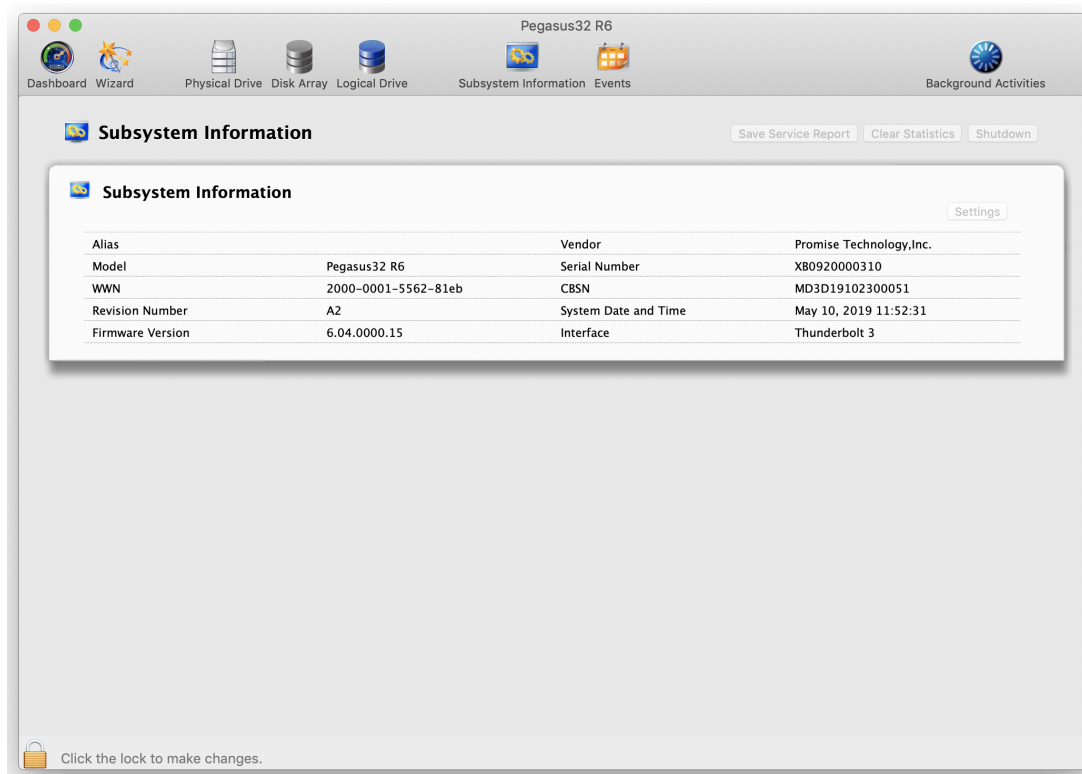 Pegasus32 R6
Dashboard Wizard Physical Drive Disk Array Logical Drive Subsystem Information Events Background Activities
Subsystem Information Save Service Report Clear Statistics Shutdown
Subsystem Information
Settings
Alias Vendor Promise Technology,Inc.
Model Pegasus32 R6 Serial Number XB0920000310
WWN 2000-0001-5562-81eb CBSN MD3D19102300051
Revision Number A2 System Date and Time May 10, 2019 11:52:31
Firmware Version 6.04.0000.15 Interface Thunderbolt 3
Click the lock to make changes.